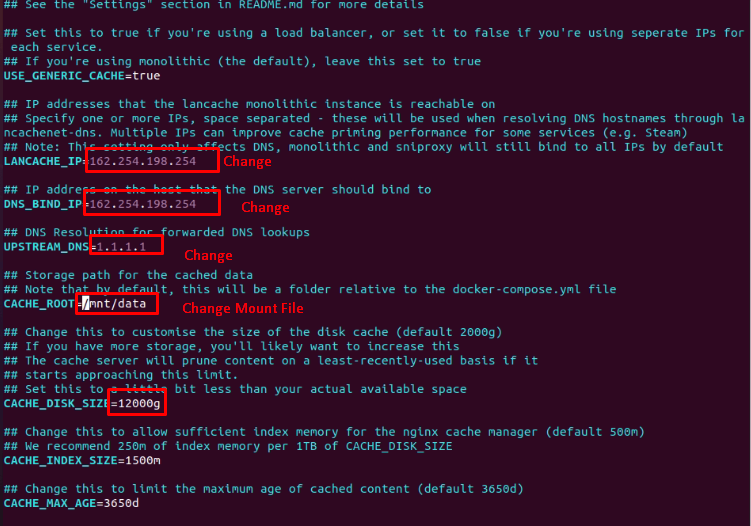 ## See the "Settings" section in README.md for more details
## Set this to true if you're using a load balancer, or set it to false if you're using seperate IPs for
each service.
## If you're using monolithic (the default), leave this set to true
USE_GENERIC_CACHE=true
## IP addresses that the lancache monolithic instance is reachable on
## Specify one or more IPs, space separated - these will be used when resolving DNS hostnames through la
ncachenet-dns. Multiple IPs can improve cache priming performance for some services (e.g. Steam)
## Note: This setting only affects DNS, monolithic and sniproxy will still bind to all IPs by default
LANCACHE_IP=162.254.198.254 Change
## IP address on the host that the DNS server should bind to
DNS_BIND_IP=162.254.198.254 Change
## DNS Resolution for forwarded DNS lookups
UPSTREAM_DNS=1.1.1.1 Change
## Storage path for the cached data
## Note that by default, this will be a folder relative to the docker-compose.yml file
CACHE_ROOT=/mnt/data Change Mount File
## Change this to customise the size of the disk cache (default 2000g)
## If you have more storage, you'll likely want to increase this
## The cache server will prune content on a least-recently-used basis if it
## starts approaching this limit.
## Set this to a little bit less than your actual available space
CACHE_DISK_SIZE=12000g
## Change this to allow sufficient index memory for the nginx cache manager (default 500m)
## We recommend 250m of index memory per 1TB of CACHE_DISK_SIZE
CACHE_INDEX_SIZE=1500m
## Change this to limit the maximum age of cached content (default 3650d)
CACHE_MAX_AGE=3650d